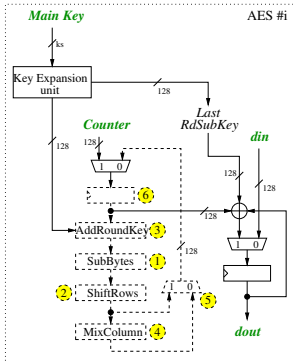 Main Key
AES #i
ks
Key Expansion
unit
128
Counter
128
Last
RdSubKey
din
1 0
128
128
6
128
1 0
AddRoundKey
3
128
SubBytes
1
2
ShiftRows
1 0
5
MixColumn
4
dout
128